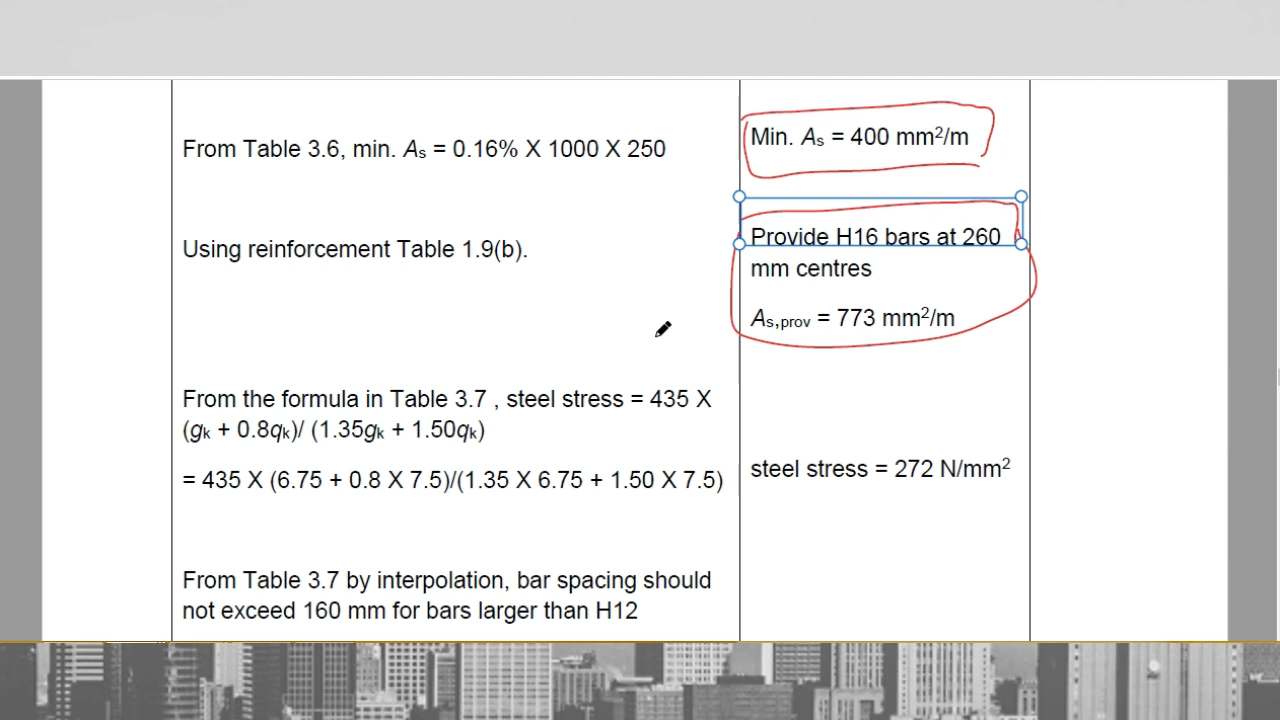 From Table 3.6, min. As = 0.16% X 1000 X 250
Min. As = 400 mm²/m
Using reinforcement Table 1.9(b).
Provide H16 bars at 260
mm centres
As,prov = 773 mm²/m
From the formula in Table 3.7 , steel stress = 435 X
(gk + 0.8qk)/ (1.35gk + 1.50qk)
= 435 X (6.75 + 0.8 X 7.5)/(1.35 X 6.75 + 1.50 X 7.5)
steel stress = 272 N/mm²
From Table 3.7 by interpolation, bar spacing should
not exceed 160 mm for bars larger than H12